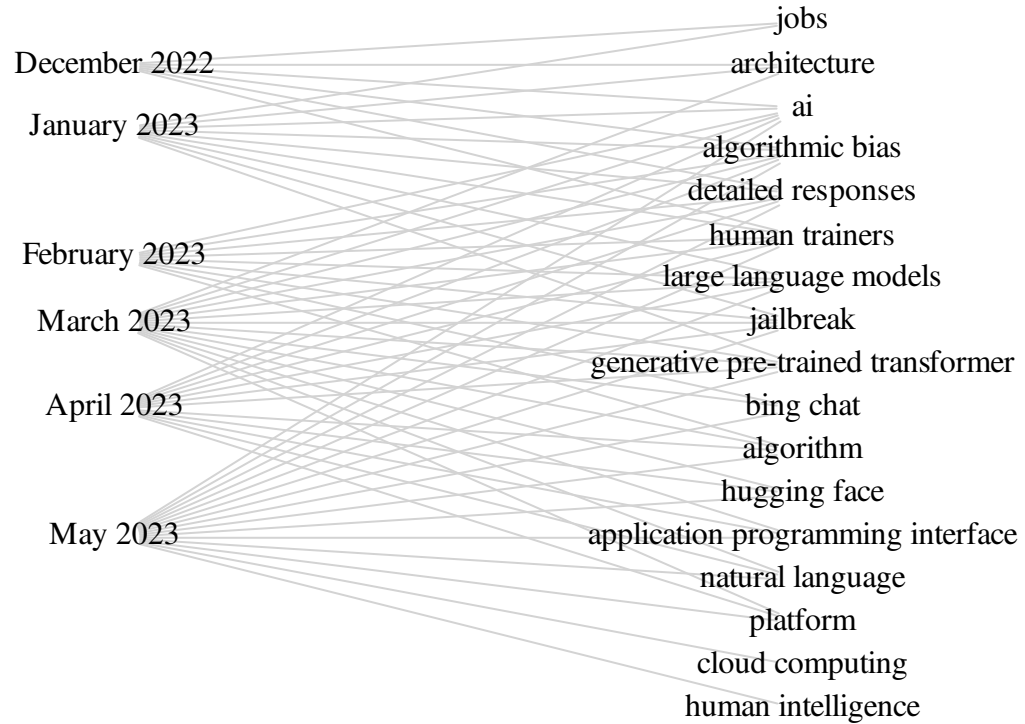 December 2022
January 2023
February 2023
March 2023
April 2023
May 2023
jobs
architecture
ai
algorithmic bias
detailed responses
human trainers
large language models
jailbreak
generative pre-trained transformer
bing chat
algorithm
hugging face
application programming interface
natural language
platform
cloud computing
human intelligence